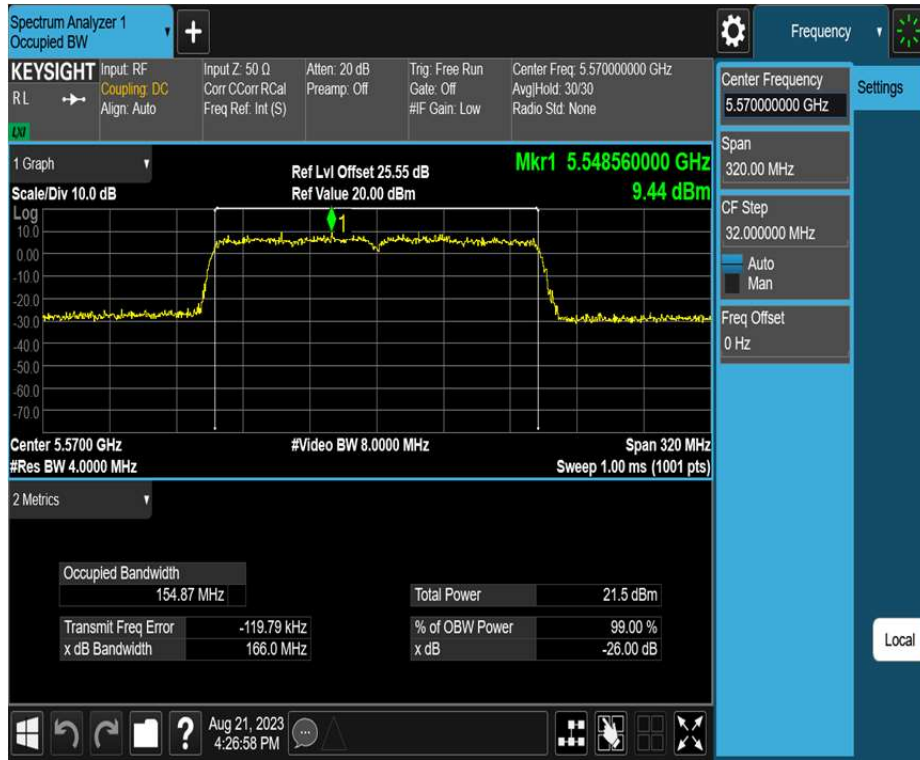 Spectrum Analyzer 1
Occupied BW
+
Frequency
KEYSIGHT
RL
LXI
Input: RF
Coupling: DC
Align: Auto
Input Z: 50 Ω
Corr CCorr RCal
Freq Ref: Int (S)
Atten: 20 dB
Preamp: Off
Trig: Free Run
Gate: Off
#IF Gain: Low
Center Freq: 5.570000000 GHz
Avg|Hold: 30/30
Radio Std: None
Center Frequency
5.570000000 GHz
Settings
Span
320.00 MHz
CF Step
32.000000 MHz
Auto
Man
Freq Offset
0 Hz
1 Graph
Scale/Div 10.0 dB
Ref Lvl Offset 25.55 dB
Ref Value 20.00 dBm
Mkr1 5.548560000 GHz
9.44 dBm
Log
10.0
0.00
-10.0
-20.0
-30.0
-40.0
-50.0
-60.0
-70.0
1
Center 5.5700 GHz
#Video BW 8.0000 MHz
Span 320 MHz
#Res BW 4.0000 MHz
Sweep 1.00 ms (1001 pts)
2 Metrics
Occupied Bandwidth
154.87 MHz
Total Power 21.5 dBm
Transmit Freq Error -119.79 kHz
% of OBW Power 99.00 %
x dB Bandwidth 166.0 MHz
x dB -26.00 dB
Local
?
Aug 21, 2023
4:26:58 PM